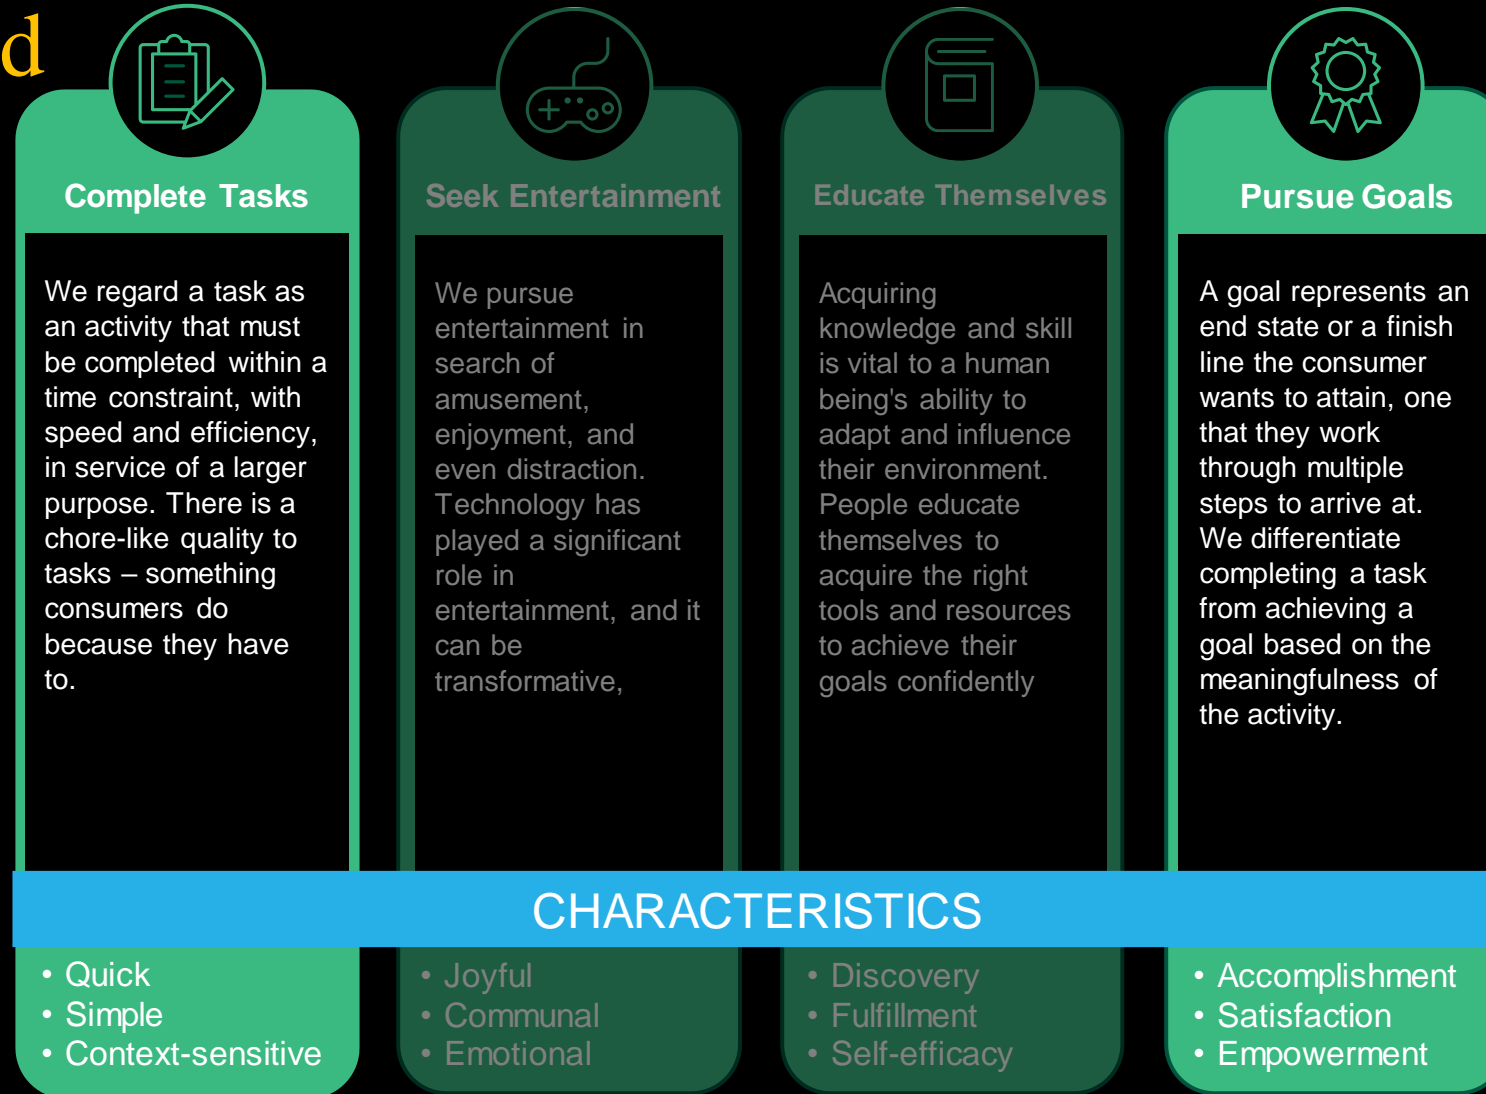 d
Complete Tasks
We regard a task as
an activity that must
be completed within a
time constraint, with
speed and efficiency,
in service of a larger
purpose. There is a
chore-like quality to
tasks – something
consumers do
because they have
to.
Seek Entertainment
We pursue
entertainment in
search of
amusement,
enjoyment, and
even distraction.
Technology has
played a significant
role in
entertainment, and it
can be
transformative,
Educate Themselves
Acquiring
knowledge and skill
is vital to a human
being's ability to
adapt and influence
their environment.
People educate
themselves to
acquire the right
tools and resources
to achieve their
goals confidently
Pursue Goals
A goal represents an
end state or a finish
line the consumer
wants to attain, one
that they work
through multiple
steps to arrive at.
We differentiate
completing a task
from achieving a
goal based on the
meaningfulness of
the activity.
CHARACTERISTICS
• Quick
• Simple
• Context-sensitive
• Joyful
• Communal
• Emotional
• Discovery
• Fulfillment
• Self-efficacy
• Accomplishment
• Satisfaction
• Empowerment